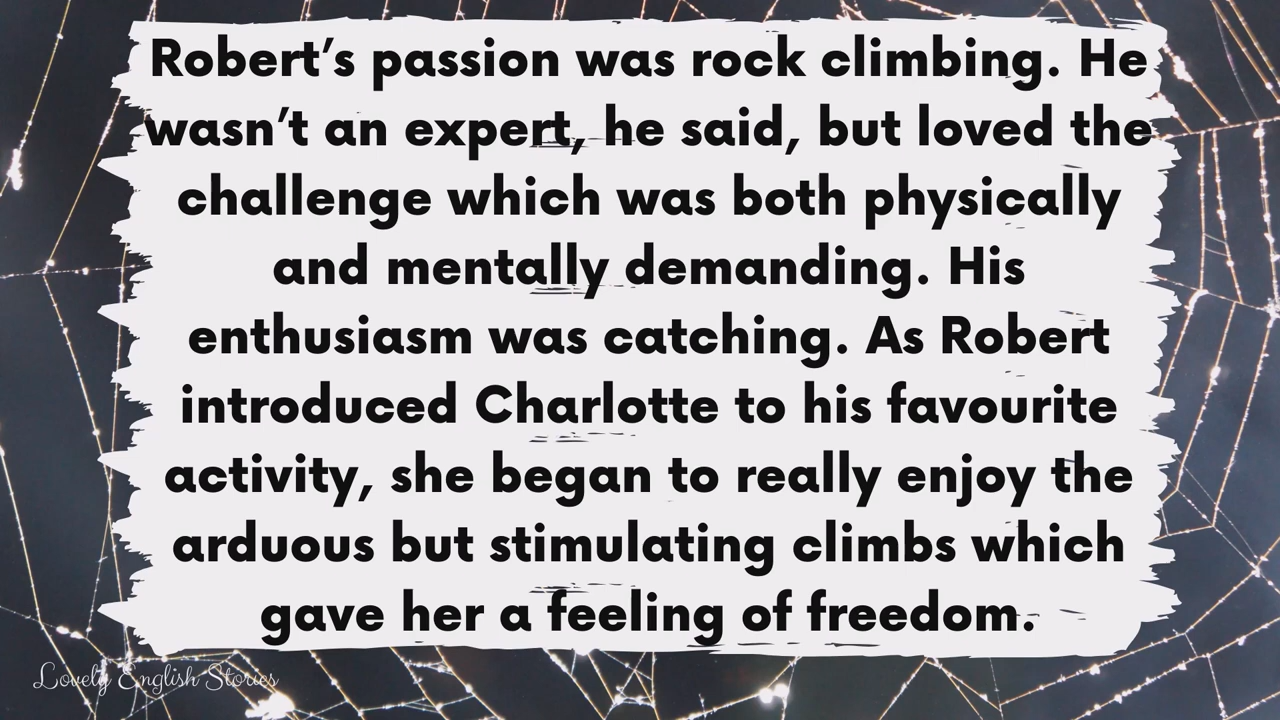 Robert’s passion was rock climbing. He
wasn’t an expert, he said, but loved the
challenge which was both physically
and mentally demanding. His
enthusiasm was catching. As Robert
introduced Charlotte to his favourite
activity, she began to really enjoy the
arduous but stimulating climbs which
gave her a feeling of freedom.
Lovely English Stories